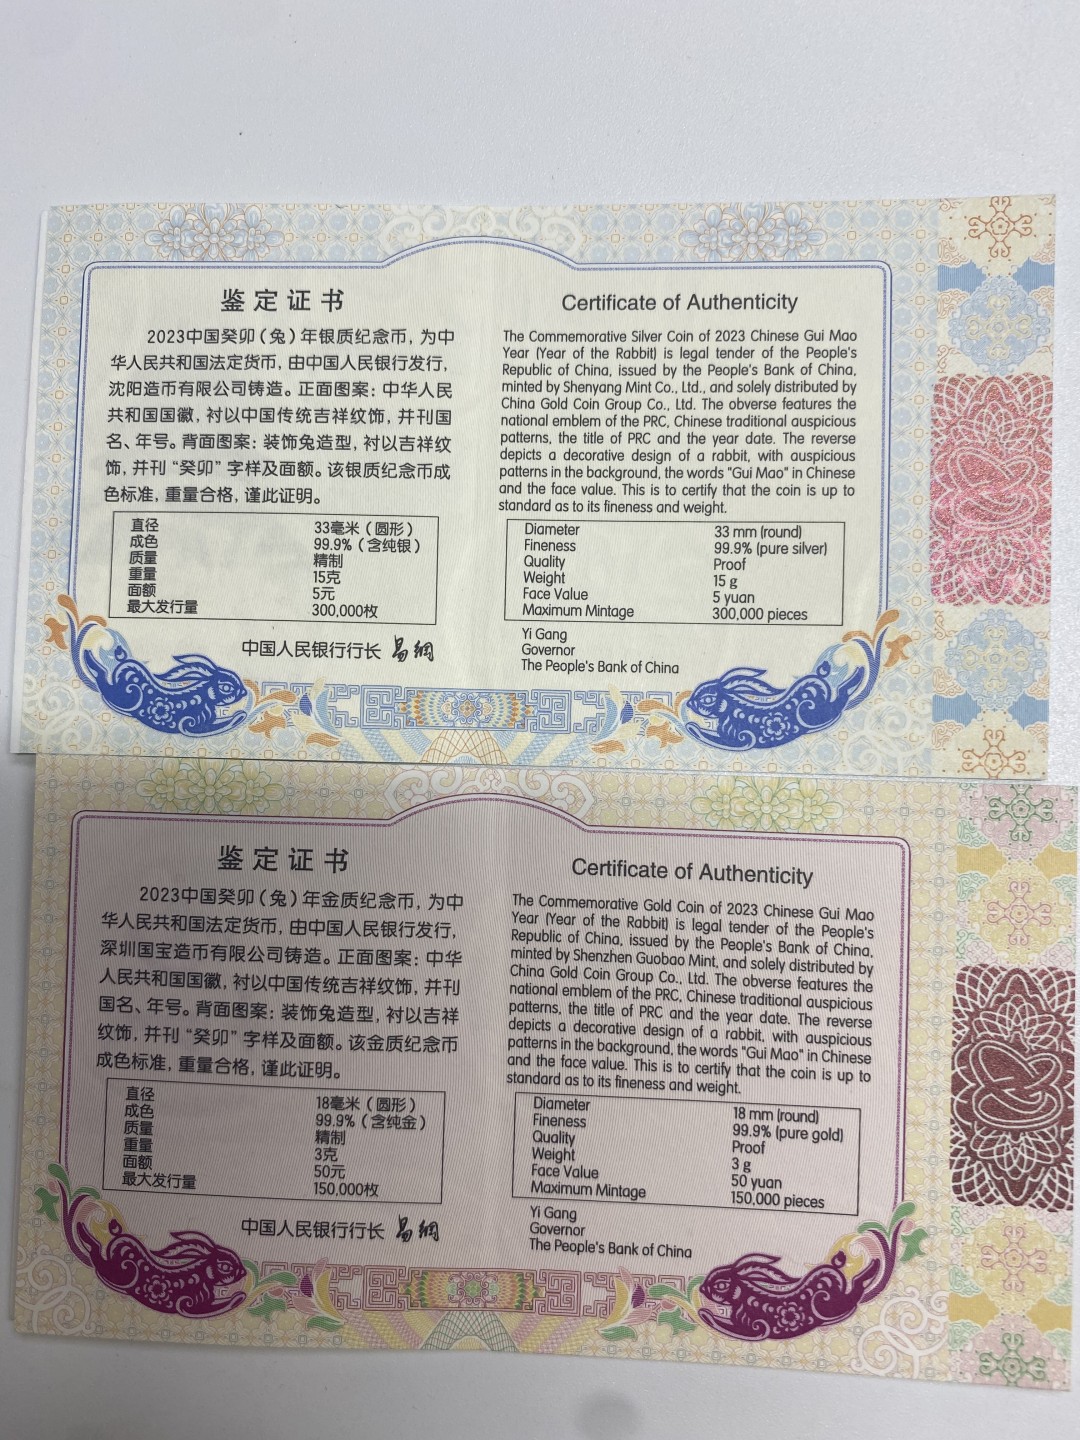 鉴定证书
2023中国癸卯（兔）年银质纪念币，为中
华人民共和国法定货币，由中国人民银行发行，
沈阳造币有限公司铸造。正面图案：中华人民
共和国国徽，衬以中国传统吉祥纹饰，并刊国
名、年号。背面图案：装饰兔造型，衬以吉祥纹
饰，并刊“癸卯”字样及面额。该银质纪念币成
色标准，重量合格，谨此证明。
直径 33毫米（圆形）
成色 99.9%（含纯银）
质量 精制
重量 15克
面额 5元
最大发行量 300,000枚
中国人民银行行长 易纲
Certificate of Authenticity
The Commemorative Silver Coin of 2023 Chinese Gui Mao
Year (Year of the Rabbit) is legal tender of the People's
Republic of China, issued by the People's Bank of China,
minted by Shenyang Mint Co., Ltd., and solely distributed by
China Gold Coin Group Co., Ltd. The obverse features the
national emblem of the PRC, Chinese traditional auspicious
patterns, the title of PRC and the year date. The reverse
depicts a decorative design of a rabbit, with auspicious
patterns in the background, the words "Gui Mao" in Chinese
and the face value. This is to certify that the coin is up to
standard as to its fineness and weight.
Diameter 33 mm (round)
Fineness 99.9% (pure silver)
Quality Proof
Weight 15 g
Face Value 5 yuan
Maximum Mintage 300,000 pieces
Yi Gang
Governor
The People's Bank of China
鉴定证书
2023中国癸卯（兔）年金质纪念币，为中
华人民共和国法定货币，由中国人民银行发行，
深圳国宝造币有限公司铸造。正面图案：中华
人民共和国国徽，衬以中国传统吉祥纹饰，并刊
国名、年号。背面图案：装饰兔造型，衬以吉祥
纹饰，并刊“癸卯”字样及面额。该金质纪念币
成色标准，重量合格，谨此证明。
直径 18毫米（圆形）
成色 99.9%（含纯金）
质量 精制
重量 3克
面额 50元
最大发行量 150,000枚
中国人民银行行长 易纲
Certificate of Authenticity
The Commemorative Gold Coin of 2023 Chinese Gui Mao
Year (Year of the Rabbit) is legal tender of the People's
Republic of China, issued by the People's Bank of China,
minted by Shenzhen Guobao Mint, and solely distributed by
China Gold Coin Group Co., Ltd. The obverse features the
national emblem of the PRC, Chinese traditional auspicious
patterns, the title of PRC and the year date. The reverse
depicts a decorative design of a rabbit, with auspicious
patterns in the background, the words "Gui Mao" in Chinese
and the face value. This is to certify that the coin is up to
standard as to its fineness and weight.
Diameter 18 mm (round)
Fineness 99.9% (pure gold)
Quality Proof
Weight 3 g
Face Value 50 yuan
Maximum Mintage 150,000 pieces
Yi Gang
Governor
The People's Bank of China